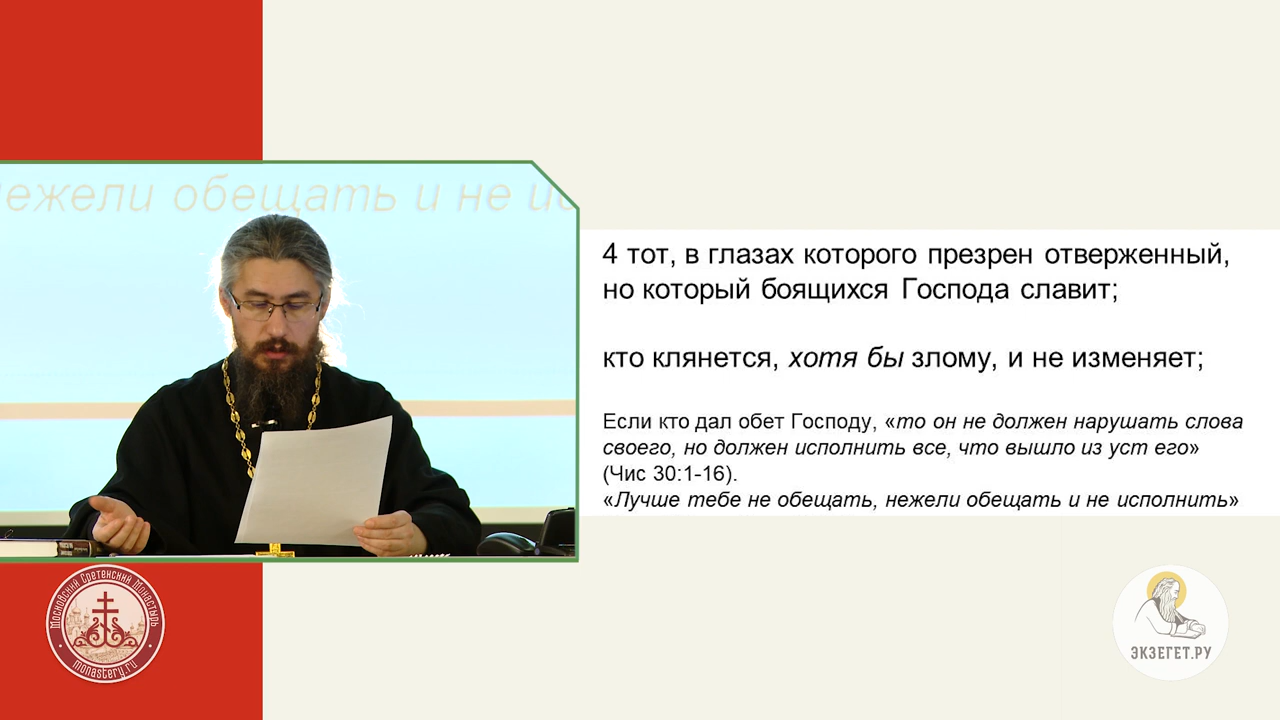 нежели обещать и не ис
4 тот, в глазах которого презрен отверженный,
но который боящихся Господа славит;
кто клянется, хотя бы злому, и не изменяет;
Если кто дал обет Господу, «то он не должен нарушать слова
своего, но должен исполнить все, что вышло из уст его»
(Чис 30:1-16).
«Лучше тебе не обещать, нежели обещать и не исполнить»
Московский Сретенский Монастырь
monastery.ru
ЭКЗЕГЕТ.РУ